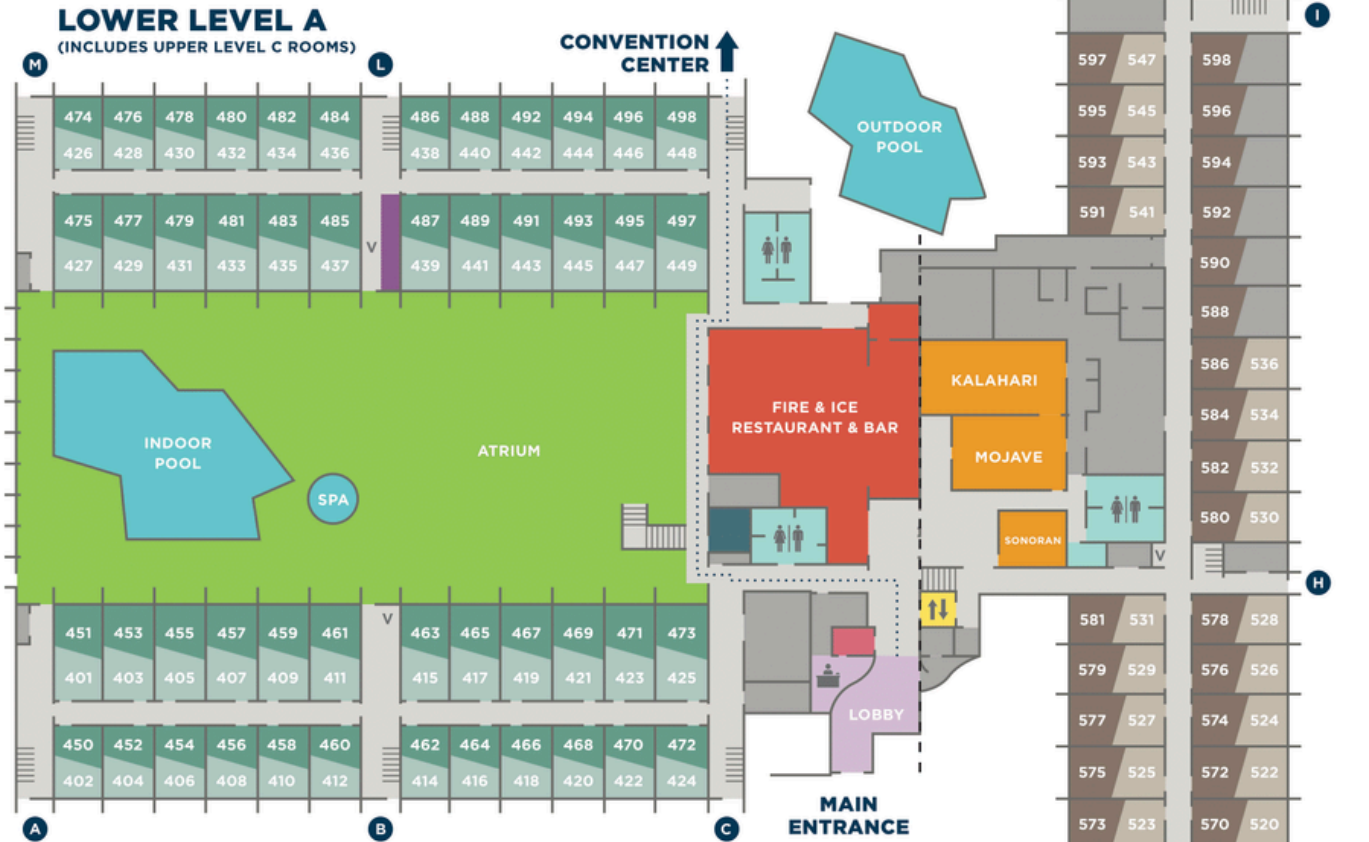 LOWER LEVEL A
(INCLUDES UPPER LEVEL C ROOMS)
M
L
CONVENTION
CENTER
I
474 476 478 480 482 484
426 428 430 432 434 436
486 488 492 494 496 498
438 440 442 444 446 448
475 477 479 481 483 485
427 429 431 433 435 437
V
487 489 491 493 495 497
439 441 443 445 447 449
OUTDOOR
POOL
597 547 598
595 545 596
593 543 594
591 541 592
590
588
586 536
584 534
582 532
580 530
INDOOR
POOL
SPA
ATRIUM
FIRE & ICE
RESTAURANT & BAR
KALAHARI
MOJAVE
SONORAN
V
H
451 453 455 457 459 461
401 403 405 407 409 411
V
463 465 467 469 471 473
415 417 419 421 423 425
450 452 454 456 458 460
402 404 406 408 410 412
462 464 466 468 470 472
414 416 418 420 422 424
LOBBY
581 531 578 528
579 529 576 526
577 527 574 524
575 525 572 522
573 523 570 520
A
B
C
MAIN
ENTRANCE